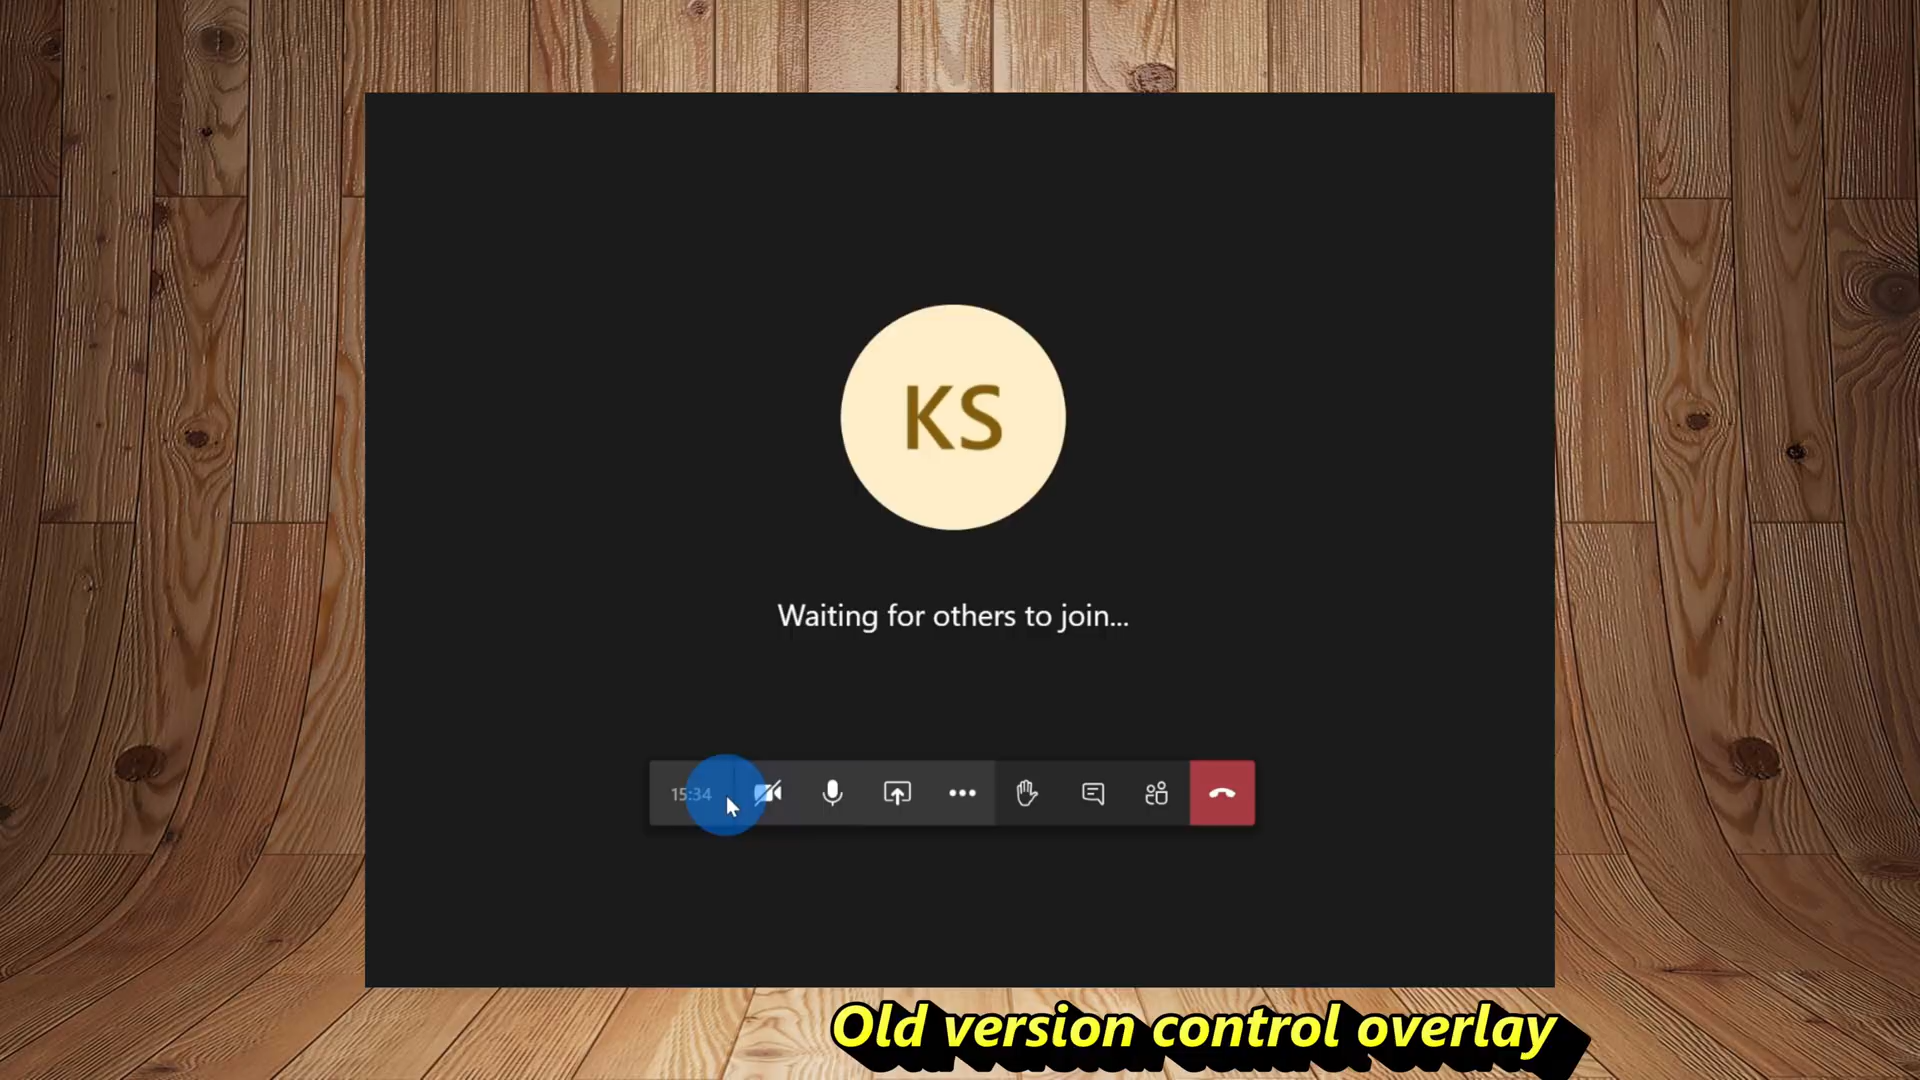 KS
Waiting for others to join...
15:34
Old version control overlay